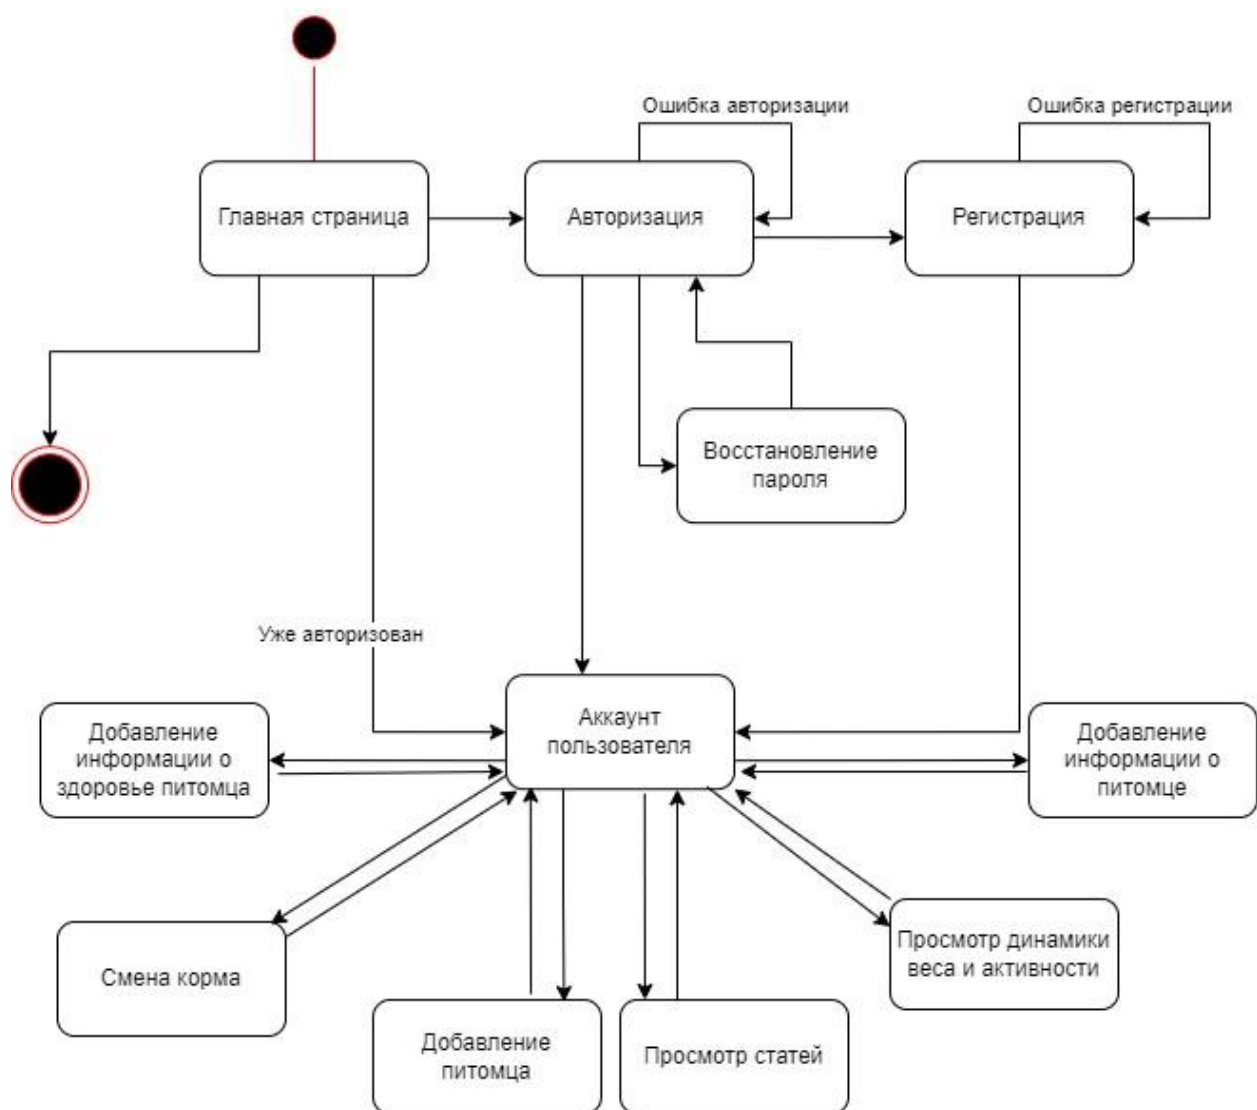 Ошибка авторизации
Ошибка регистрации
Главная страница
Авторизация
Регистрация
Восстановление
пароля
Уже авторизован
Аккаунт
пользователя
Добавление
информации о
здоровье питомца
Добавление
информации о
питомце
Смена корма
Добавление
питомца
Просмотр статей
Просмотр динамики
веса и активности